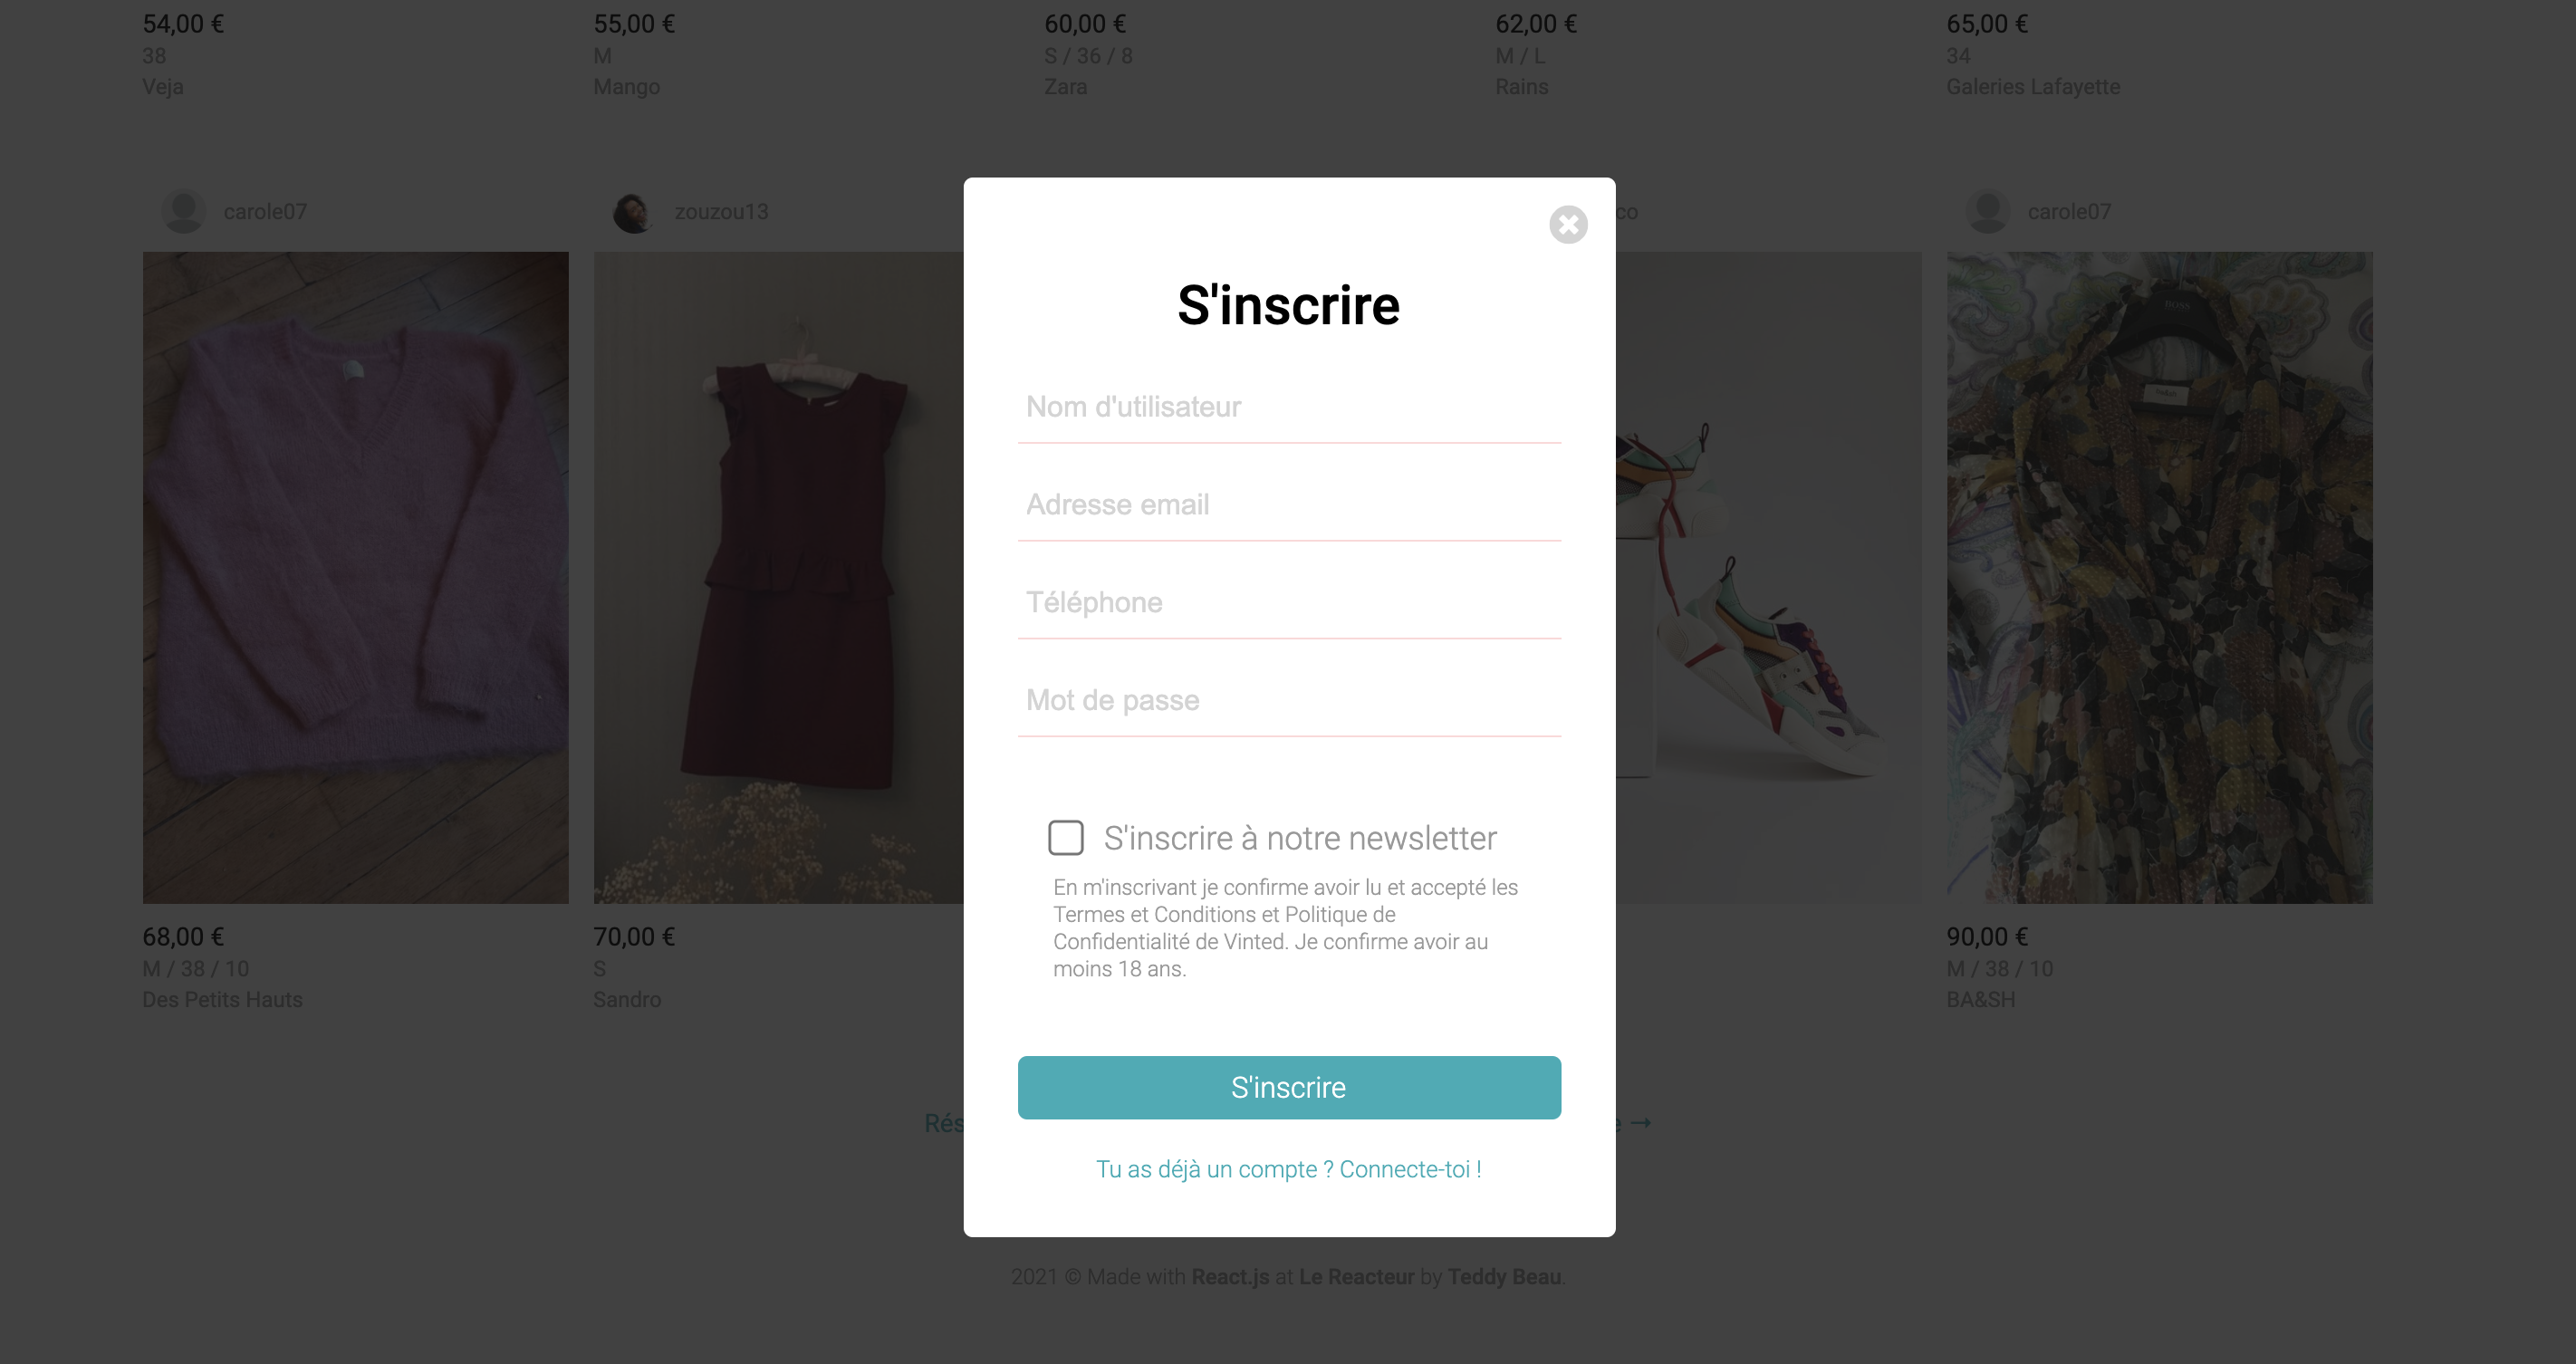 54,00 € 55,00 € 60,00 € 62,00 € 65,00 €
38 M S / 36 / 8 M / L 34
Veja Mango Zara Rains Galeries Lafayette
carole07 zouzou13 co carole07
BOSS
S'inscrire
Nom d'utilisateur
Adresse email
Téléphone
Mot de passe
S'inscrire à notre newsletter
En m'inscrivant je confirme avoir lu et accepté les
Termes et Conditions et Politique de
Confidentialité de Vinted. Je confirme avoir au
moins 18 ans.
68,00 € 70,00 € 90,00 €
M / 38 / 10 S M / 38 / 10
Des Petits Hauts Sandro BA&SH
S'inscrire
Rés e →
Tu as déjà un compte ? Connecte-toi !
2021 © Made with React.js at Le Reacteur by Teddy Beau.